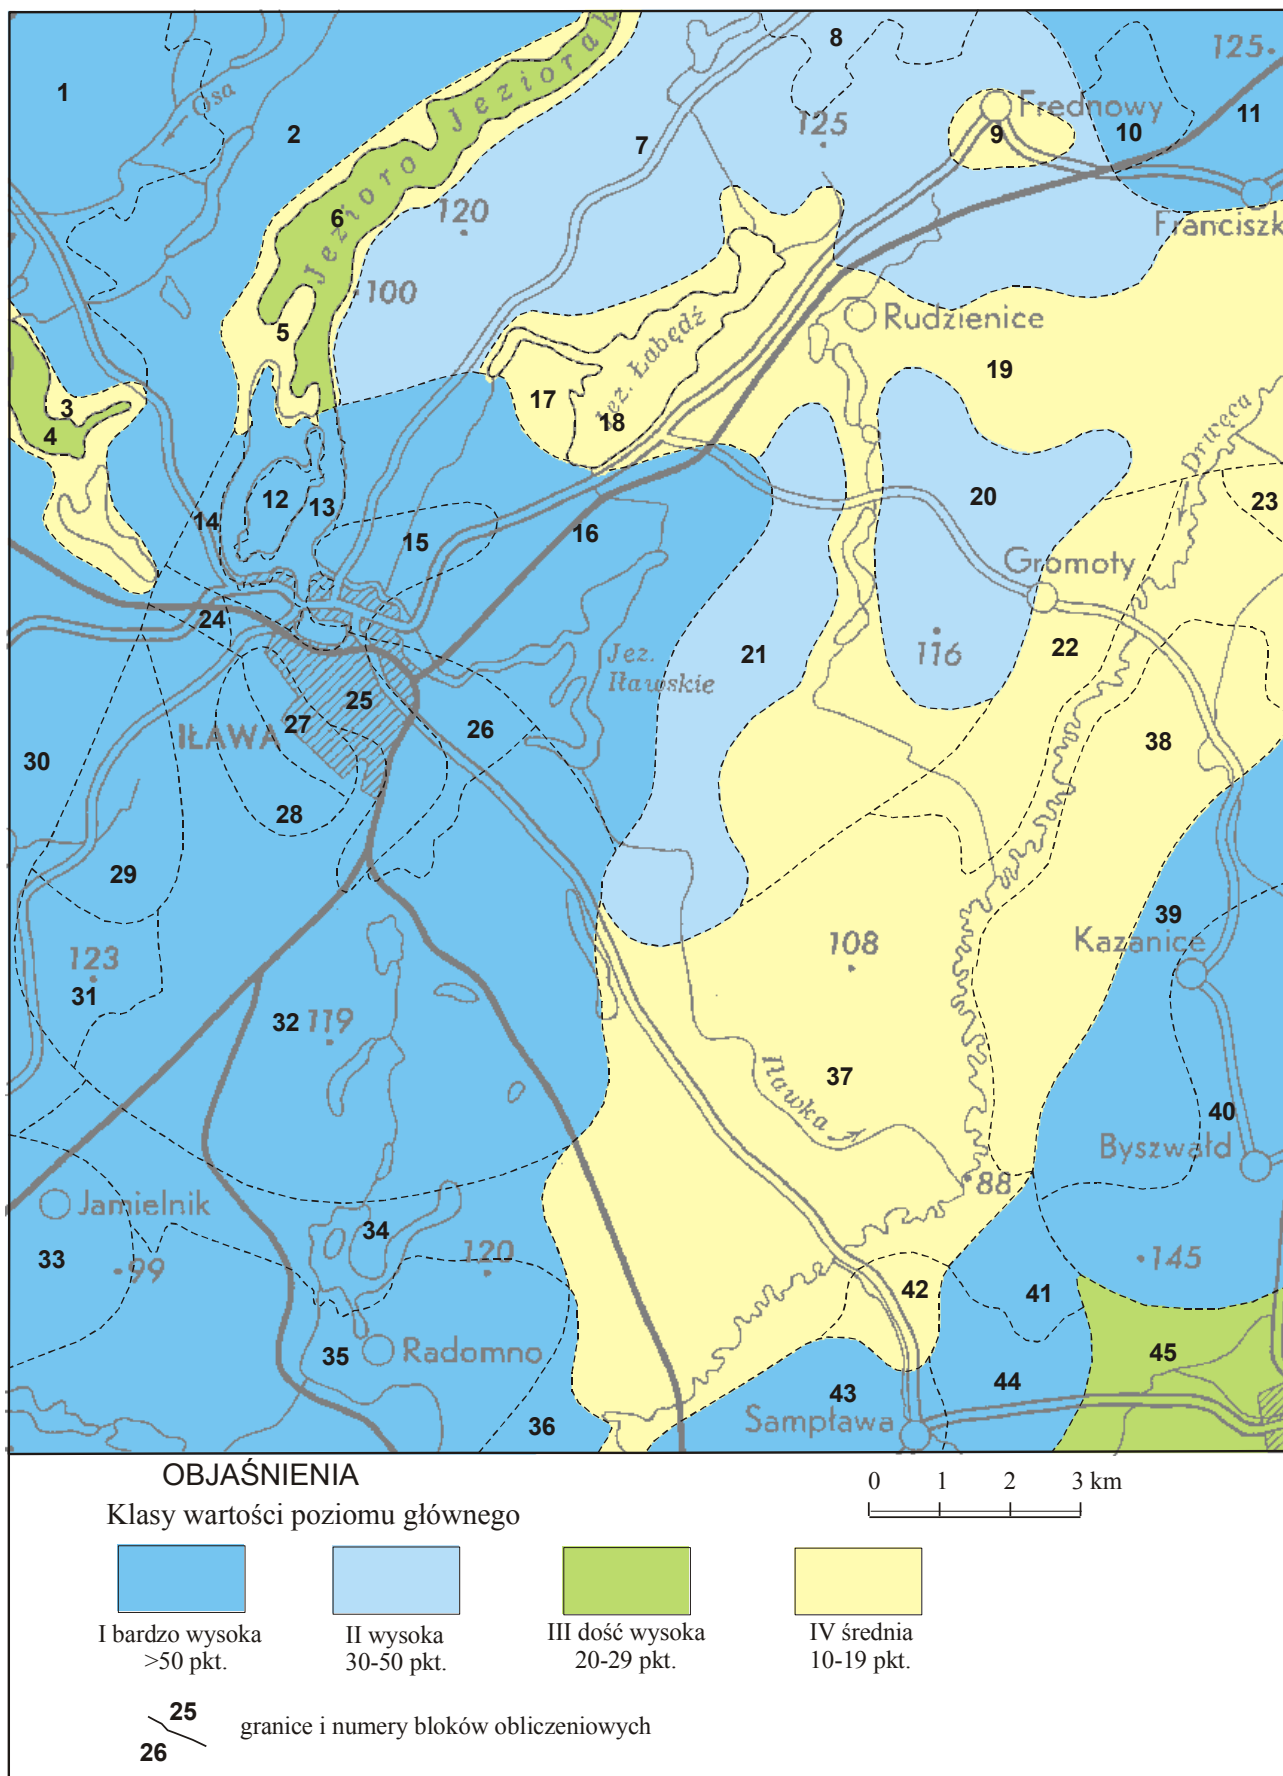 8
125
1
Osa
2
Jezioro Jeziorak
7
125
Frednowy
9
10
11
6
120
Franciszk
100
5
Rudzienice
19
3
4
17
Jez. Łabędź
18
Drwęca
12
13
14
15
16
20
23
Gromoty
24
Jez.
Iławskie
21
116
22
25
26
27
IŁAWA
30
38
28
29
39
Kazanice
123
31
108
32
119
37
Iławka
40
Byszwałd
88
Jamielnik
34
33
99
120
145
42
41
35
Radomno
45
36
43
44
Sampława
OBJAŚNIENIA
Klasy wartości poziomu głównego
0 1 2 3 km
I bardzo wysoka
>50 pkt.
II wysoka
30-50 pkt.
III dość wysoka
20-29 pkt.
IV średnia
10-19 pkt.
25
26
granice i numery bloków obliczeniowych